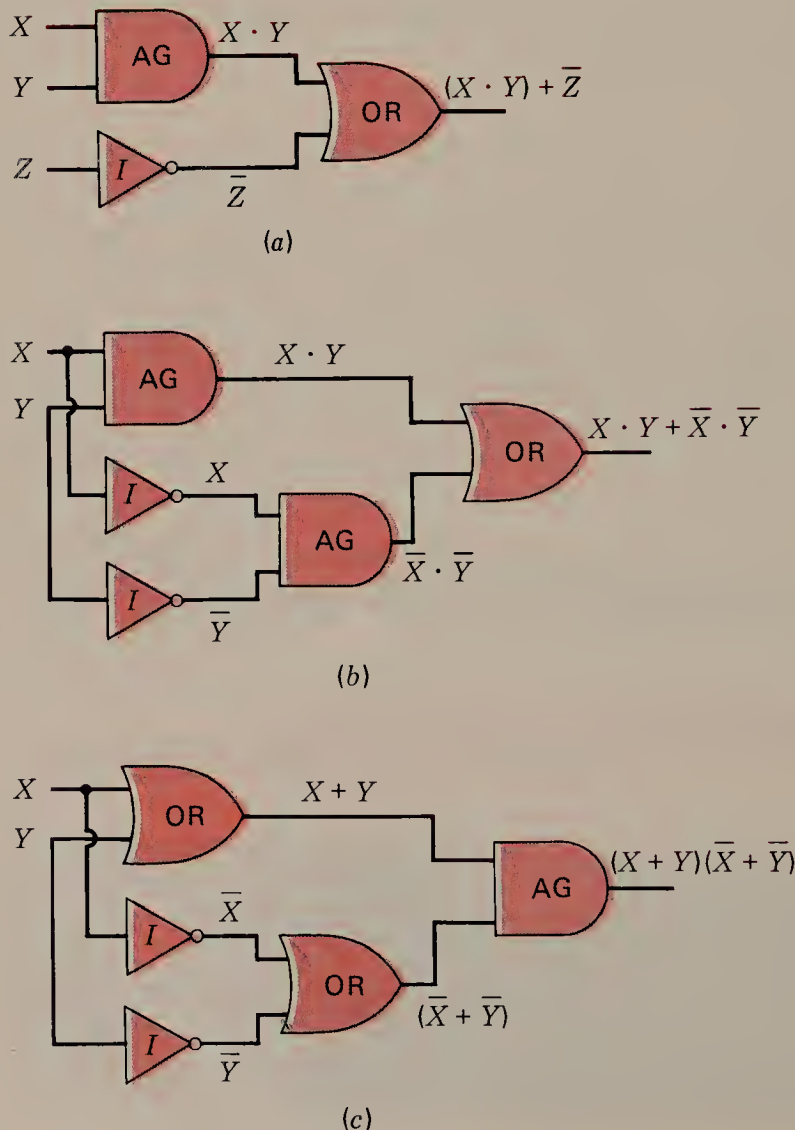 X
X · Y
AG
Y
(X · Y) + Z̅
OR
Z
I
Z̅
(a)
X
X · Y
AG
Y
X · Y + X̅ · Y̅
OR
X
I
AG
X̅ · Y̅
I
Y̅
(b)
X
X + Y
OR
Y
(X + Y)(X̅ + Y̅)
AG
X̅
I
OR
(X̅ + Y̅)
I
Y̅
(c)